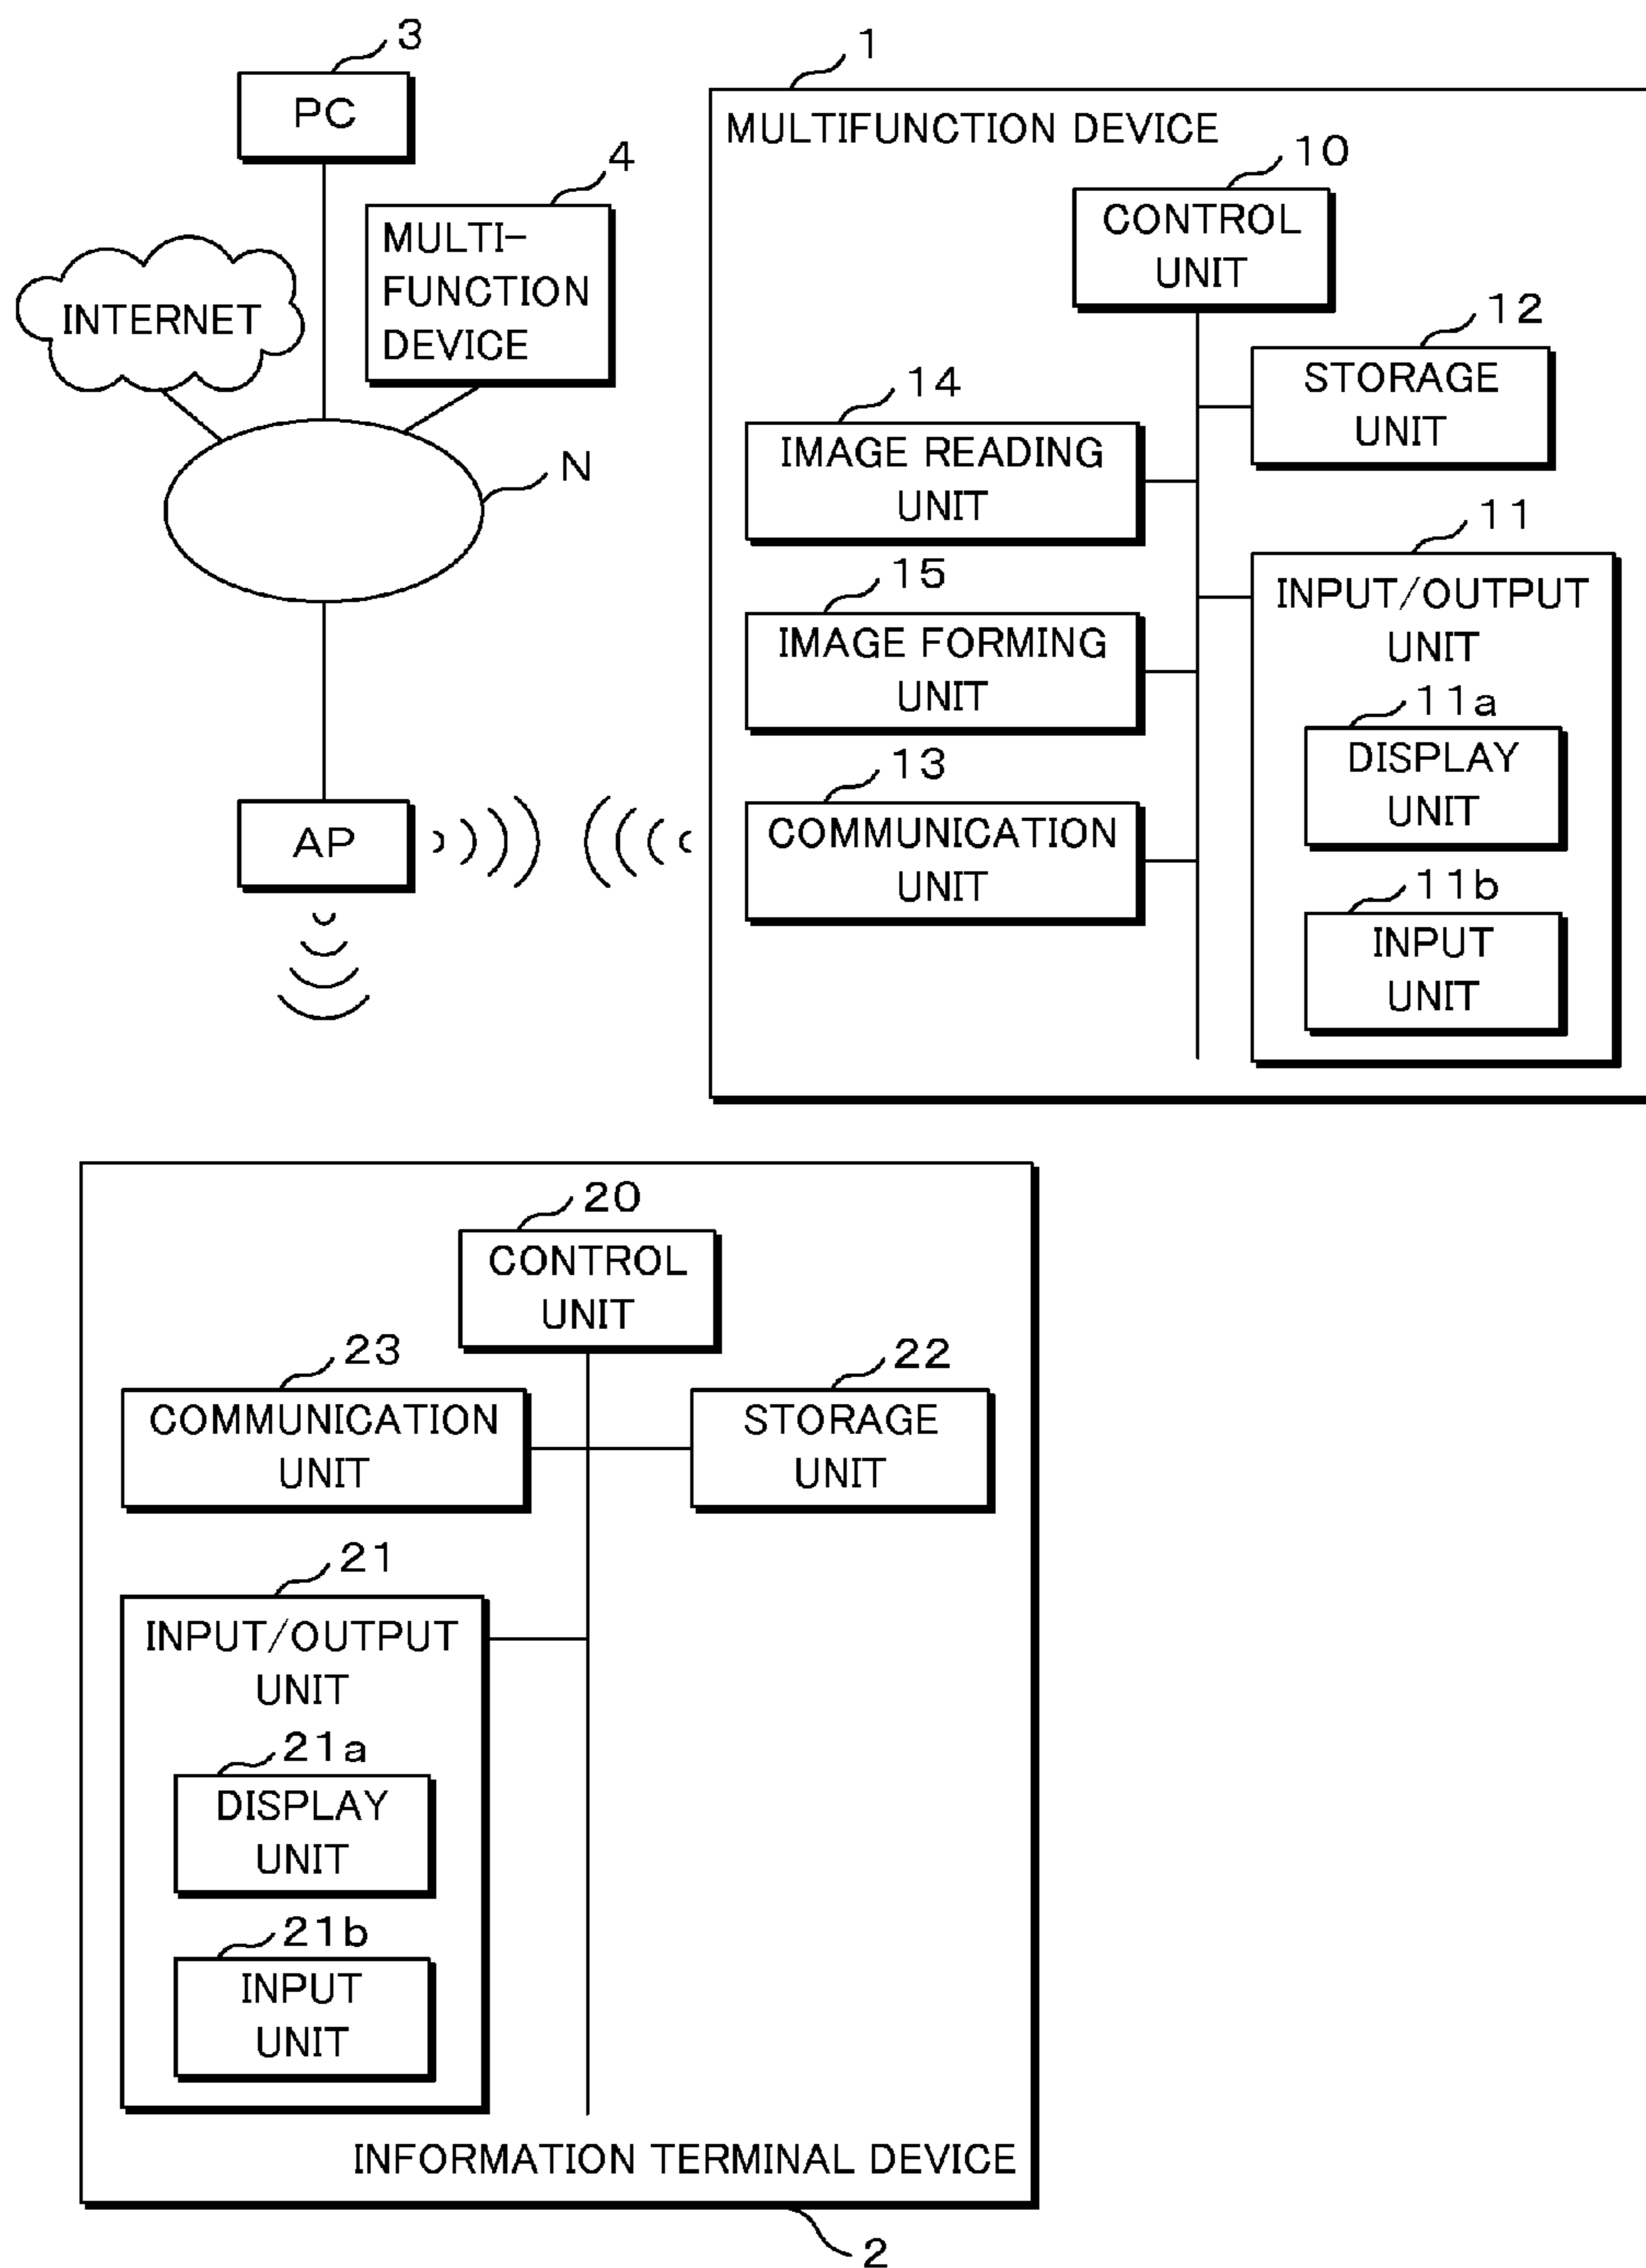 3
PC
4
MULTI-
FUNCTION
DEVICE
INTERNET
N
AP
1
MULTIFUNCTION DEVICE
10
CONTROL
UNIT
12
STORAGE
UNIT
14
IMAGE READING
UNIT
11
INPUT/OUTPUT
UNIT
15
IMAGE FORMING
UNIT
11a
DISPLAY
UNIT
13
COMMUNICATION
UNIT
11b
INPUT
UNIT
20
CONTROL
UNIT
23
COMMUNICATION
UNIT
22
STORAGE
UNIT
21
INPUT/OUTPUT
UNIT
21a
DISPLAY
UNIT
21b
INPUT
UNIT
INFORMATION TERMINAL DEVICE
2